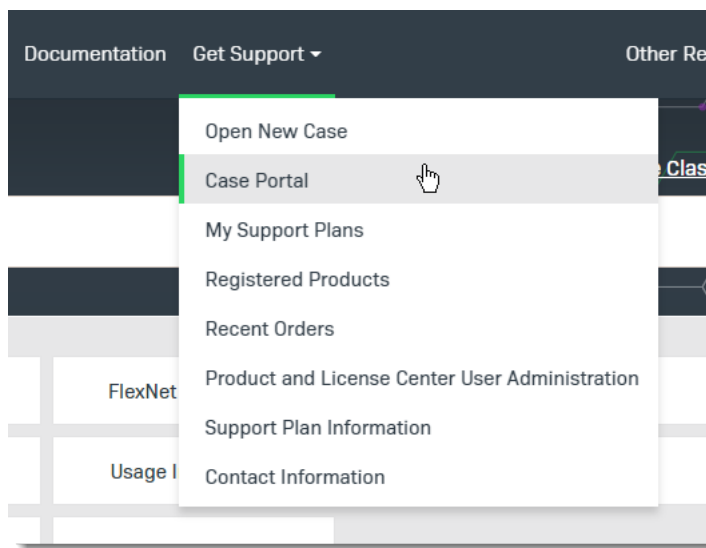 Documentation Get Support Other Re
Open New Case
Clas
Case Portal
My Support Plans
Registered Products
Recent Orders
Product and License Center User Administration
FlexNet
Support Plan Information
Usage I
Contact Information